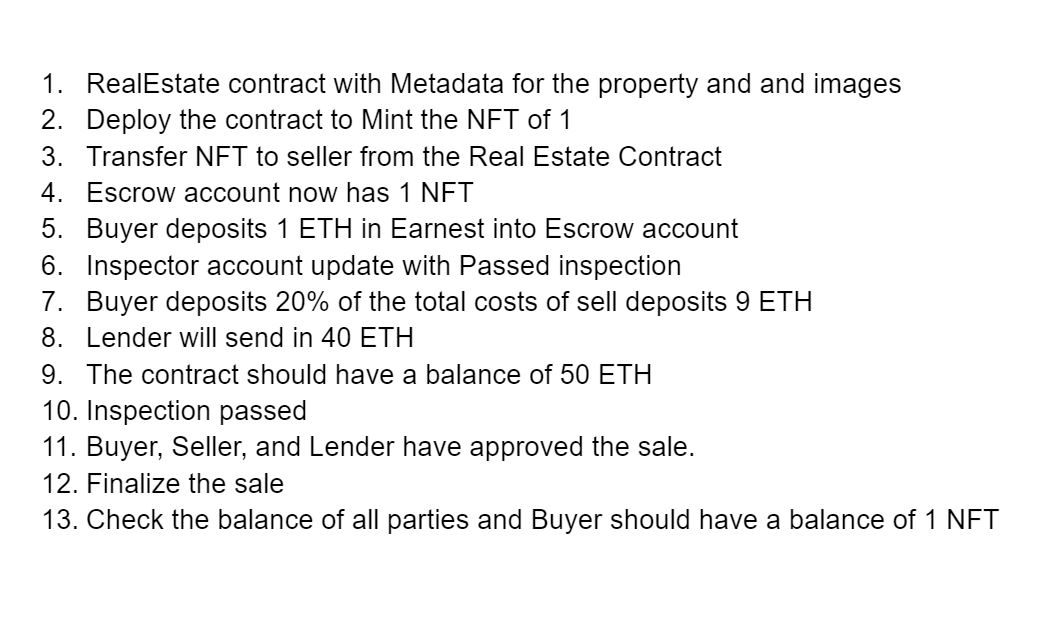 1. RealEstate contract with Metadata for the property and and images
2. Deploy the contract to Mint the NFT of 1
3. Transfer NFT to seller from the Real Estate Contract
4. Escrow account now has 1 NFT
5. Buyer deposits 1 ETH in Earnest into Escrow account
6. Inspector account update with Passed inspection
7. Buyer deposits 20% of the total costs of sell deposits 9 ETH
8. Lender will send in 40 ETH
9. The contract should have a balance of 50 ETH
10. Inspection passed
11. Buyer, Seller, and Lender have approved the sale.
12. Finalize the sale
13. Check the balance of all parties and Buyer should have a balance of 1 NFT